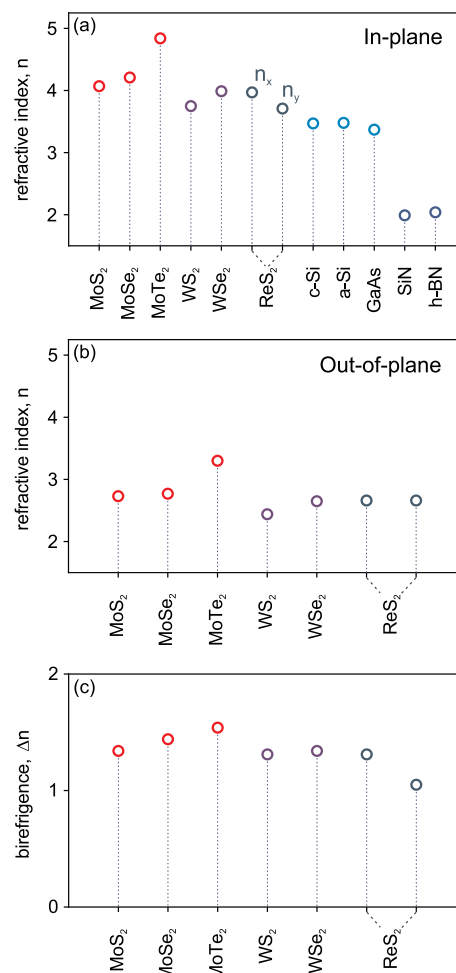 (a)
In-plane
5
4
3
2
refractive index, n
nₓ
n_y
MoS₂
MoSe₂
MoTe₂
WS₂
WSe₂
ReS₂
c-Si
a-Si
GaAs
SiN
h-BN
(b)
Out-of-plane
5
4
3
2
refractive index, n
MoS₂
MoSe₂
MoTe₂
WS₂
WSe₂
ReS₂
(c)
2
1
0
birefrigence, Δn
MoS₂
MoSe₂
MoTe₂
WS₂
WSe₂
ReS₂